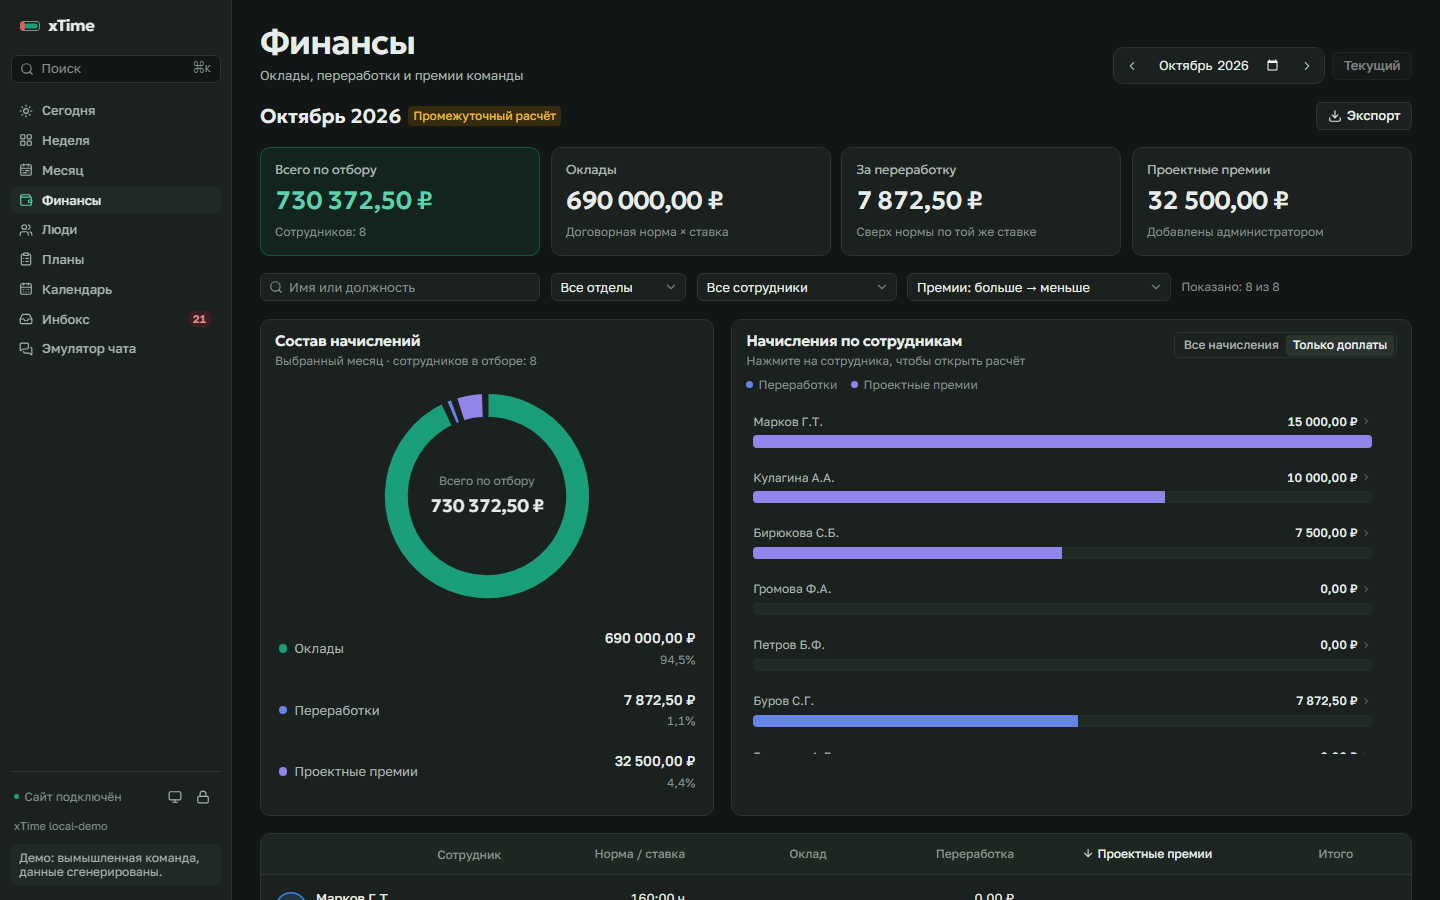 xTime
Поиск
⌘K
Сегодня
Неделя
Месяц
Финансы
Люди
Планы
Календарь
Инбокс
21
Эмулятор чата
Сайт подключён
xTime local-demo
Демо: вымышленная команда,
данные сгенерированы.
Финансы
Оклады, переработки и премии команды
Октябрь 2026
Текущий
Октябрь 2026
Промежуточный расчёт
Экспорт
Всего по отбору
730 372,50 ₽
Сотрудников: 8
Оклады
690 000,00 ₽
Договорная норма × ставка
За переработку
7 872,50 ₽
Сверх нормы по той же ставке
Проектные премии
32 500,00 ₽
Добавлены администратором
Имя или должность
Все отделы
Все сотрудники
Премии: больше → меньше
Показано: 8 из 8
Состав начислений
Выбранный месяц · сотрудников в отборе: 8
Всего по отбору
730 372,50 ₽
Оклады
690 000,00 ₽
94,5%
Переработки
7 872,50 ₽
1,1%
Проектные премии
32 500,00 ₽
4,4%
Начисления по сотрудникам
Нажмите на сотрудника, чтобы открыть расчёт
Все начисления
Только доплаты
Переработки
Проектные премии
Марков Г.Т.
15 000,00 ₽
Кулагина А.А.
10 000,00 ₽
Бирюкова С.Б.
7 500,00 ₽
Громова Ф.А.
0,00 ₽
Петров Б.Ф.
0,00 ₽
Буров С.Г.
7 872,50 ₽
Сотрудник
Норма / ставка
Оклад
Переработка
↓ Проектные премии
Итого
Марков Г.Т.
160:00 ч
0,00 ₽